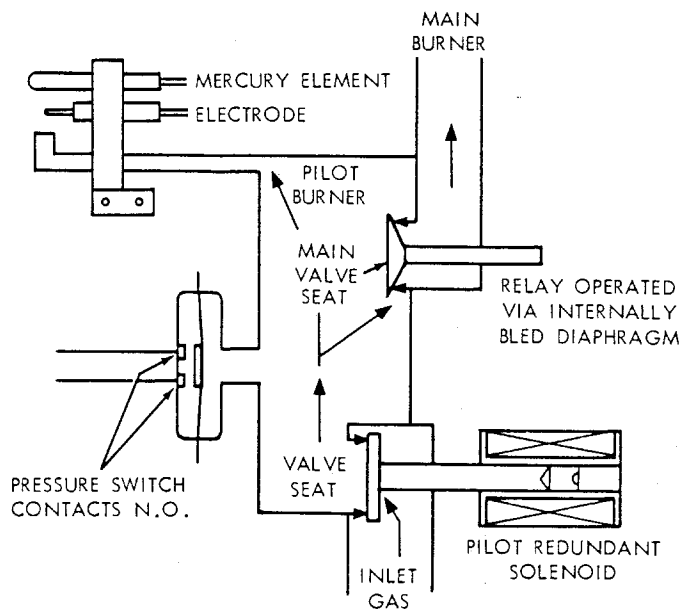 MAIN
BURNER
MERCURY ELEMENT
ELECTRODE
PILOT
BURNER
MAIN
VALVE
SEAT
RELAY OPERATED
VIA INTERNALLY
BLED DIAPHRAGM
VALVE
SEAT
PRESSURE SWITCH
CONTACTS N.O.
PILOT REDUNDANT
SOLENOID
INLET
GAS